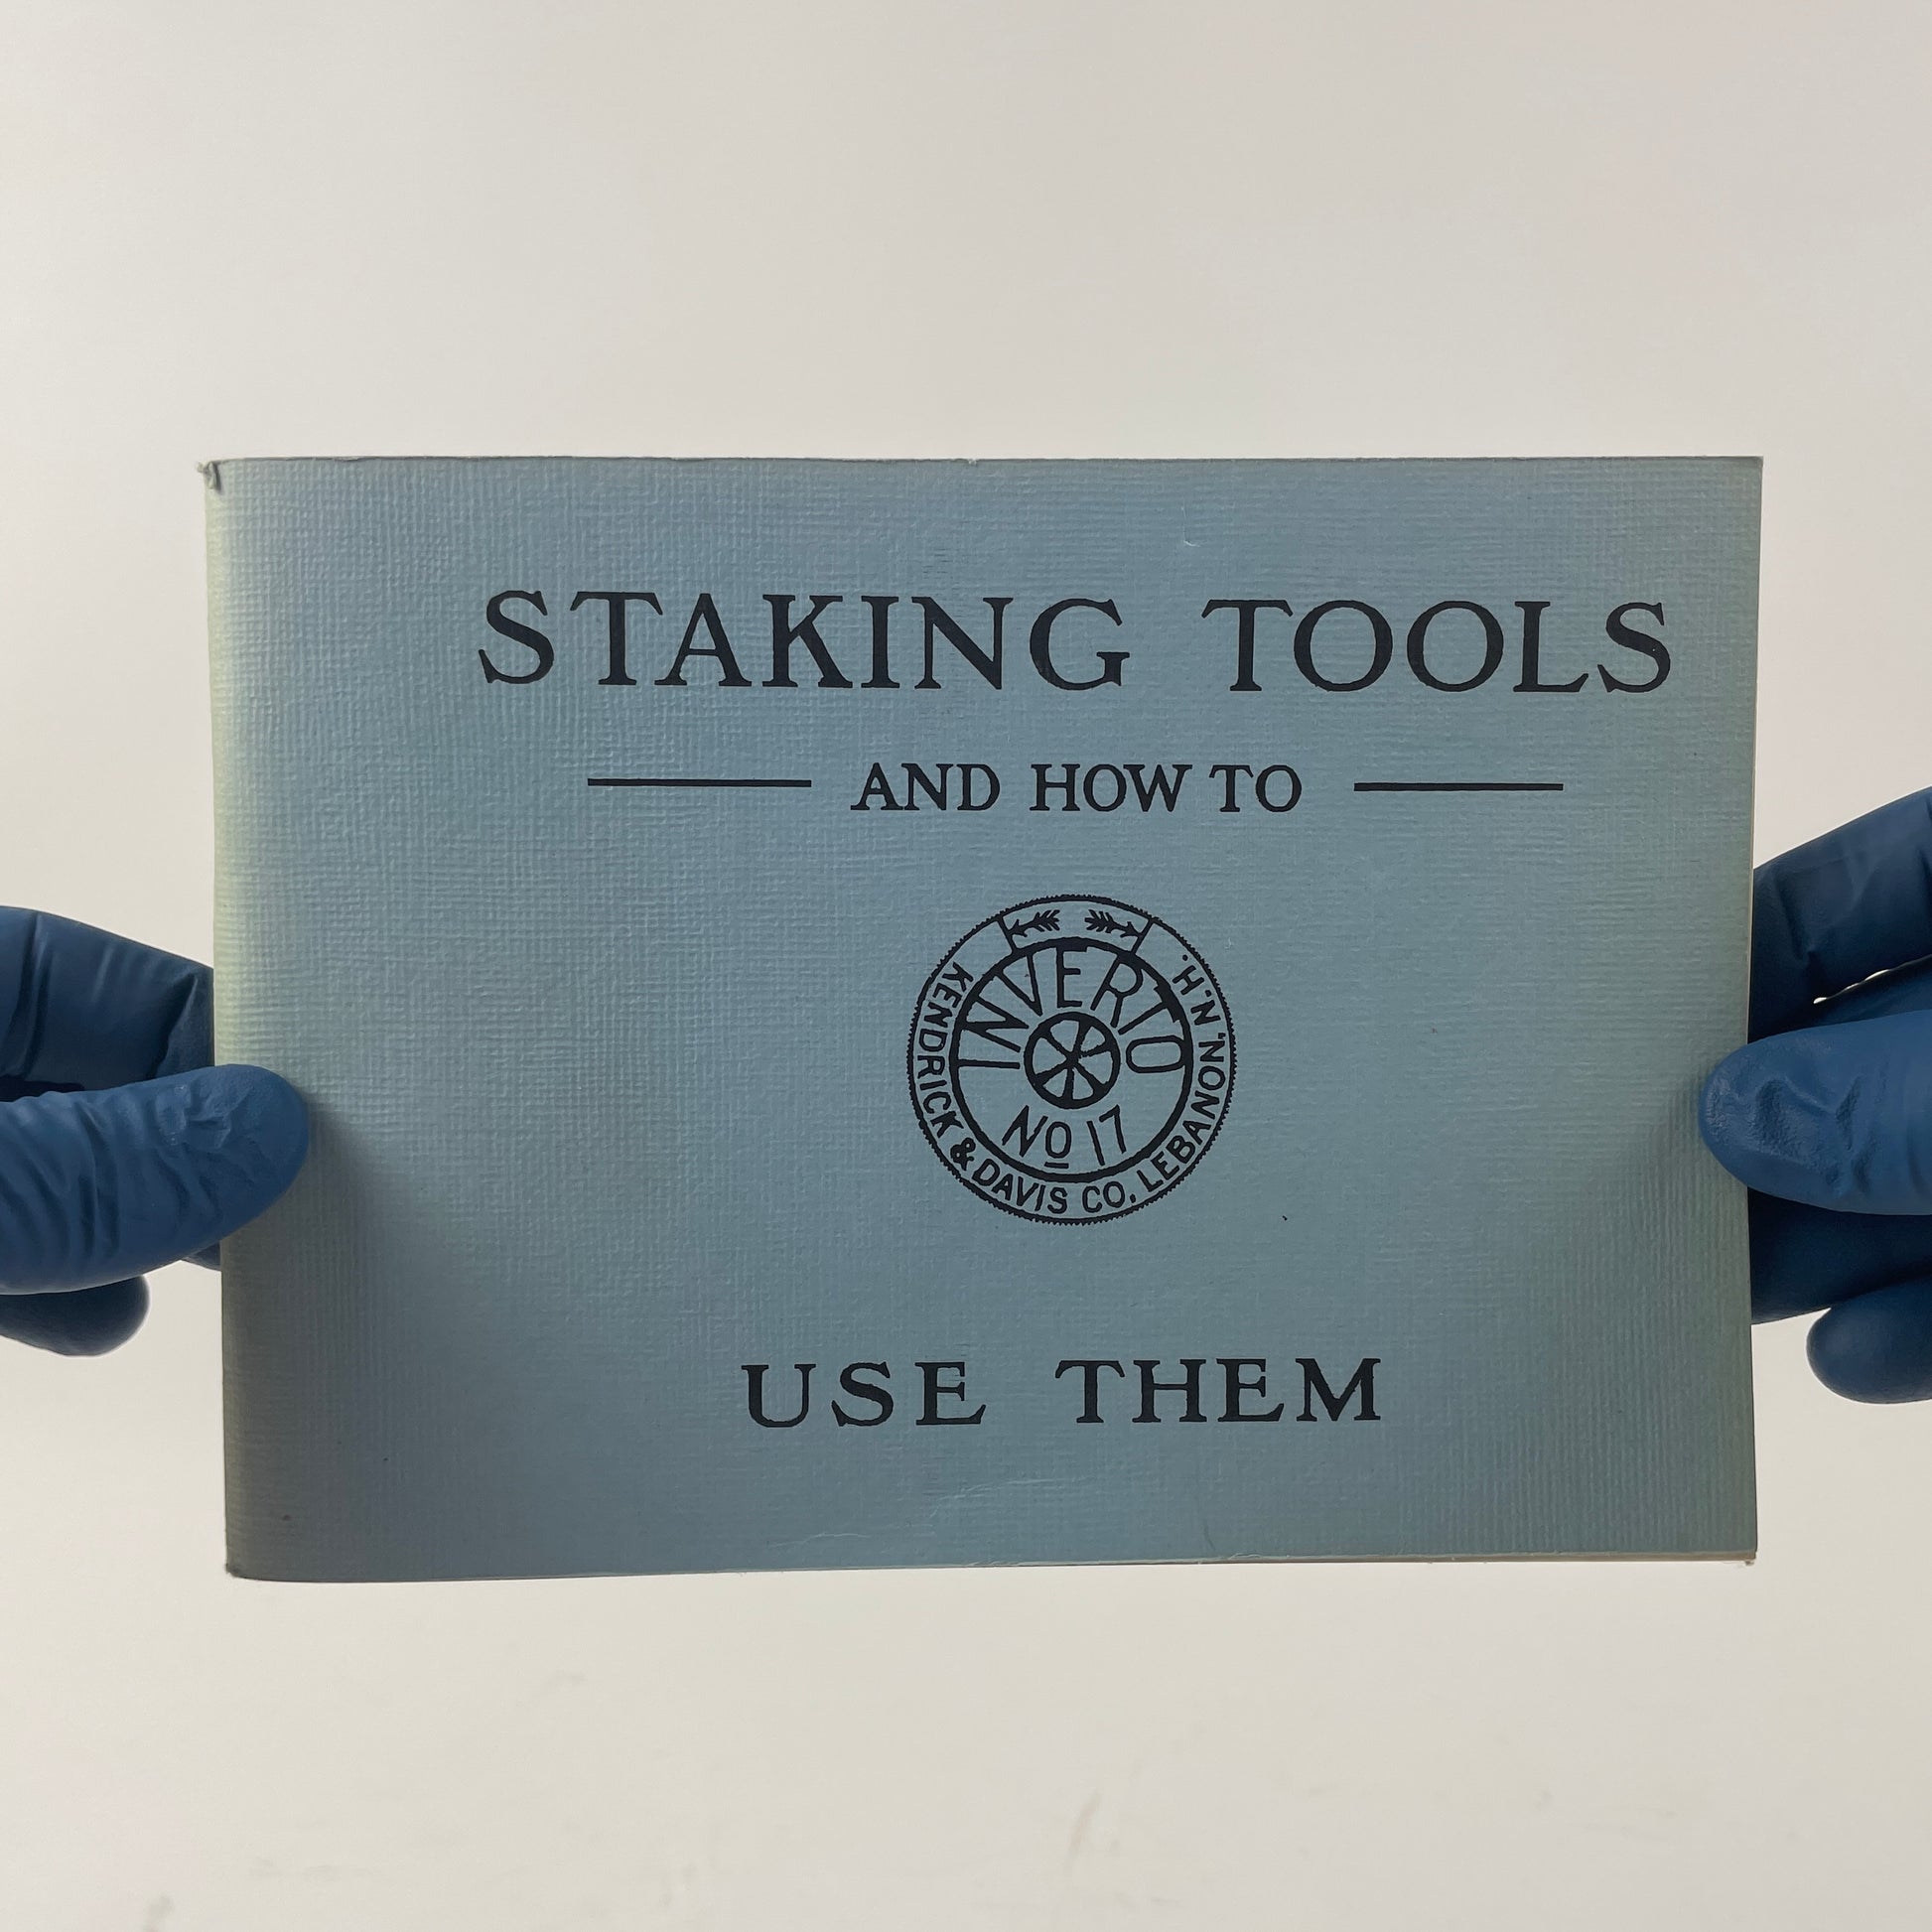 STAKING TOOLS
AND HOW TO
INVERTO
No 17
KENDRICK & DAVIS CO. LEBANON, N.H.
USE THEM